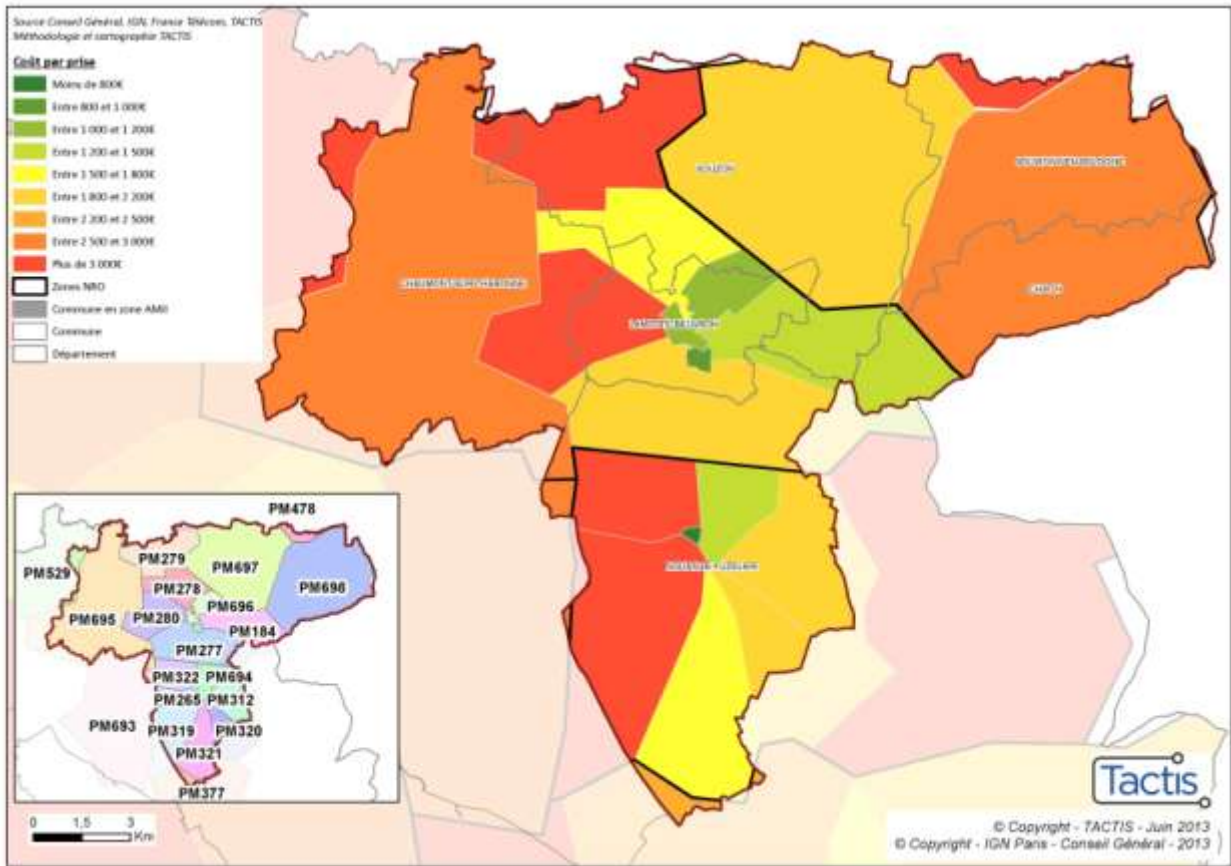 Source Conseil Général, IGN, France Télécom, TACTIS
Méthodologie et cartographie TACTIS
Coût par prise
Moins de 800€
Entre 800 et 1 000€
Entre 1 000 et 1 200€
Entre 1 200 et 1 500€
Entre 1 500 et 1 800€
Entre 1 800 et 2 200€
Entre 2 200 et 2 500€
Entre 2 500 et 3 000€
Plus de 3 000€
Zones NRO
Commune en zone AMII
Commune
Département
CHAON
LAMOTTE-BEUVRON
PM478
PM279
PM697
PM529
PM278
PM698
PM696
PM695
PM280
PM184
PM277
PM322
PM694
PM265
PM312
PM693
PM319
PM320
PM321
PM377
0 1,5 3
Km
Tactis
© Copyright - TACTIS - Juin 2013
© Copyright - IGN Paris - Conseil Général - 2013